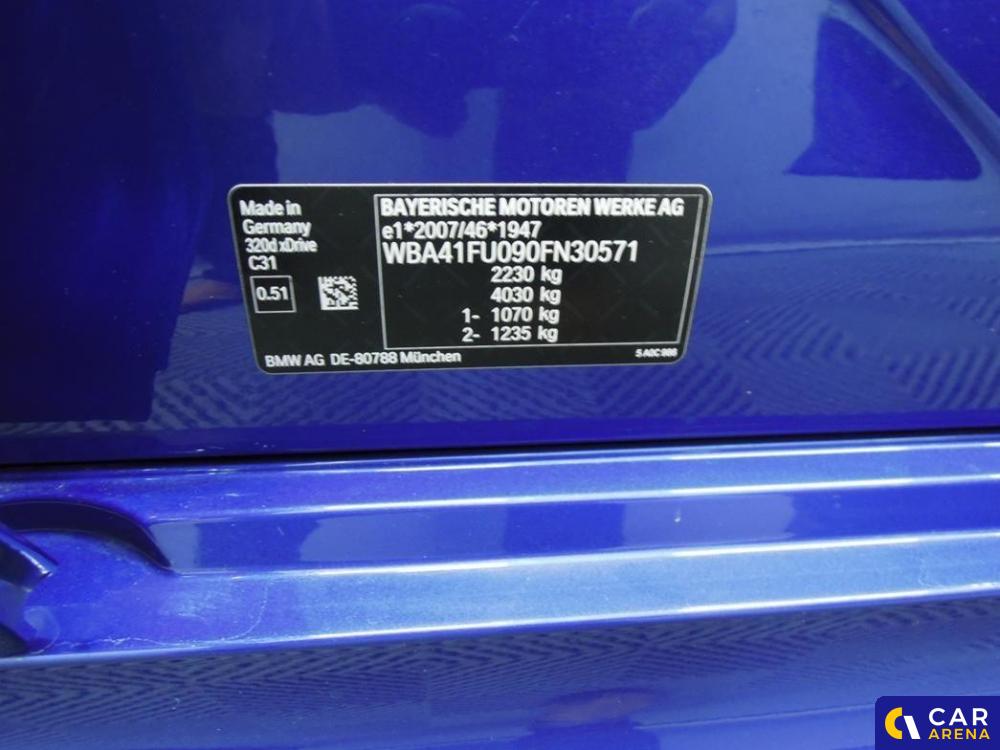 Made in
Germany
320d xDrive
C31
0.51
BAYERISCHE MOTOREN WERKE AG
e1*2007/46*1947
WBA41FU090FN30571
2230 kg
4030 kg
1- 1070 kg
2- 1235 kg
BMW AG DE-80788 München
CAR
ARENA